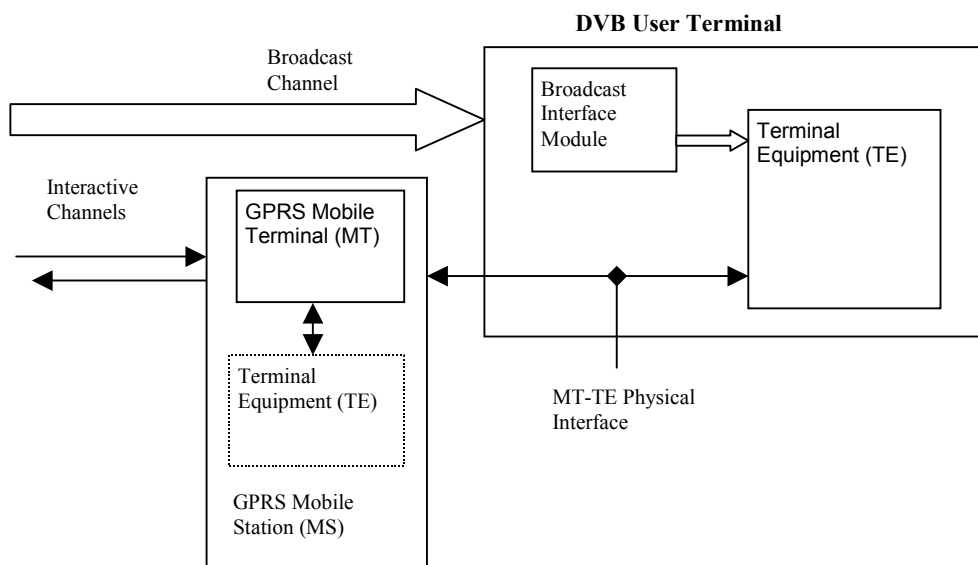 DVB User Terminal
Broadcast
Channel
Broadcast
Interface
Module
Terminal
Equipment (TE)
Interactive
Channels
GPRS Mobile
Terminal (MT)
Terminal
Equipment (TE)
MT-TE Physical
Interface
GPRS Mobile
Station (MS)